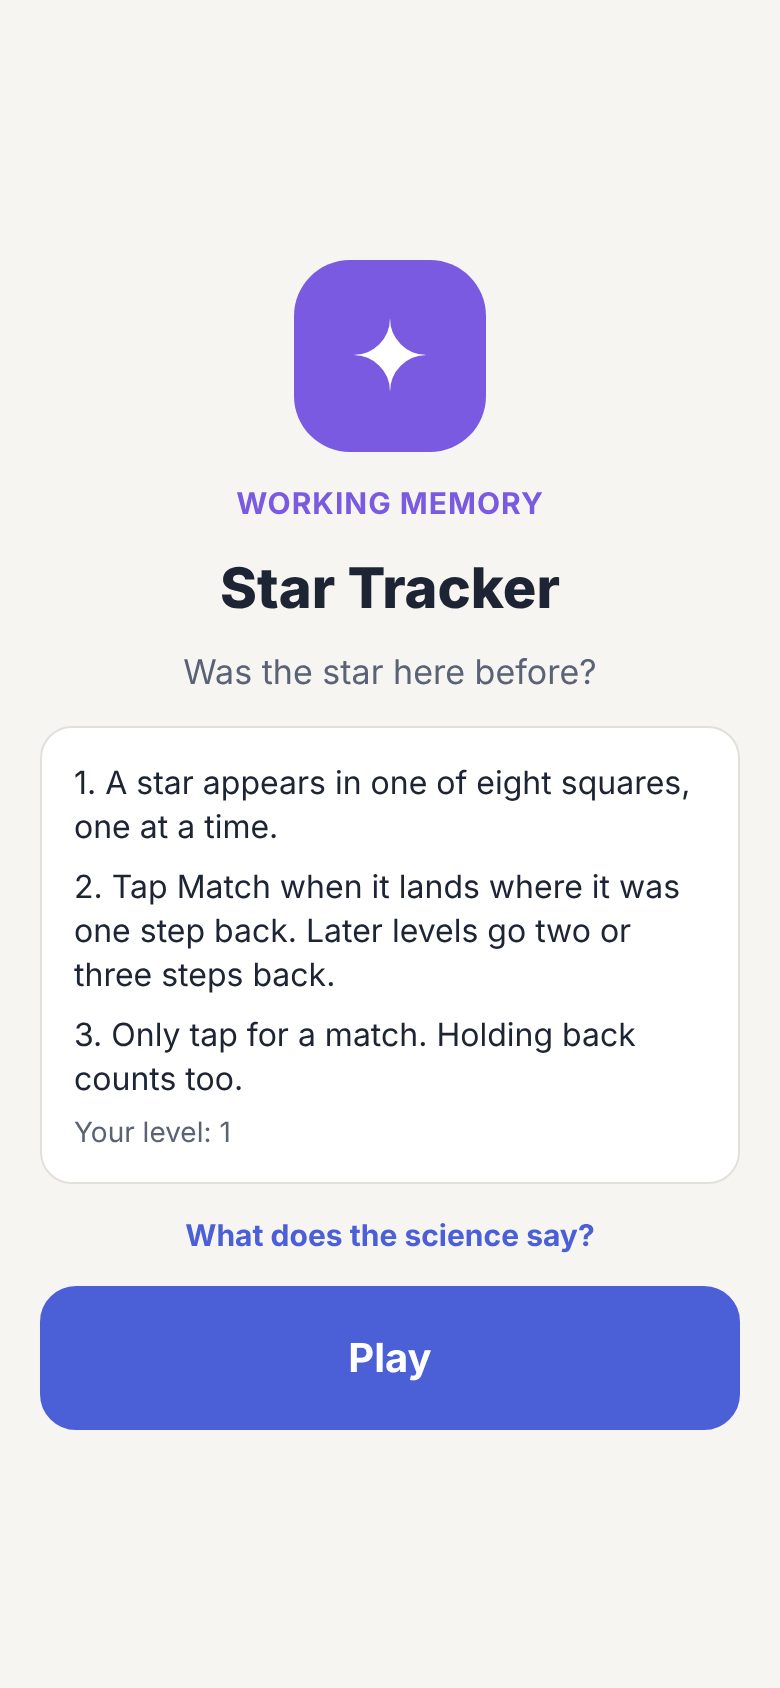 WORKING MEMORY
Star Tracker
Was the star here before?
1. A star appears in one of eight squares,
one at a time.
2. Tap Match when it lands where it was
one step back. Later levels go two or
three steps back.
3. Only tap for a match. Holding back
counts too.
Your level: 1
What does the science say?
Play